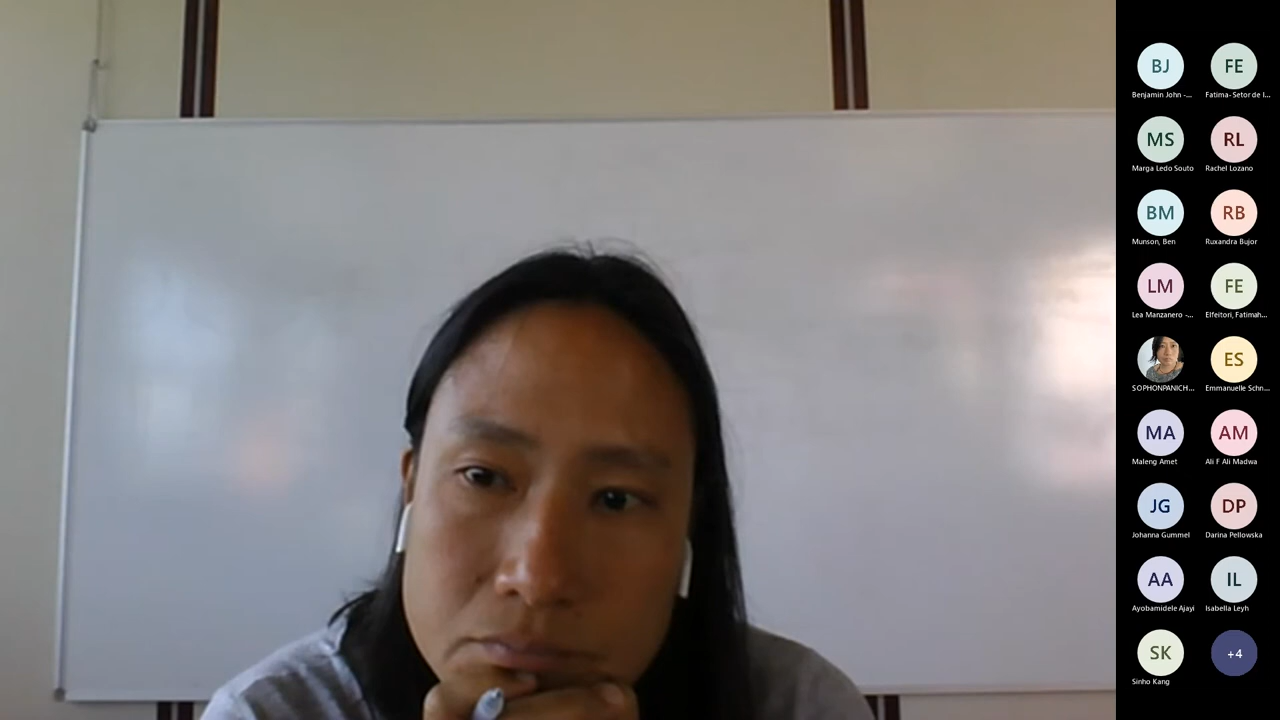 BJ FE
Benjamin John -... Fatima- Setor de I...
MS RL
Marga Ledo Souto Rachel Lozano
BM RB
Munson, Ben Ruxandra Bujor
LM FE
Lea Manzanero -... Elfeitori, Fatimah...
ES
SOPHONPANICH... Emmanuelle Schn...
MA AM
Maleng Amet Ali F Ali Madwa
JG DP
Johanna Gummel Darina Pellowska
AA IL
Ayobamidele Ajayi Isabella Leyh
SK +4
Sinho Kang